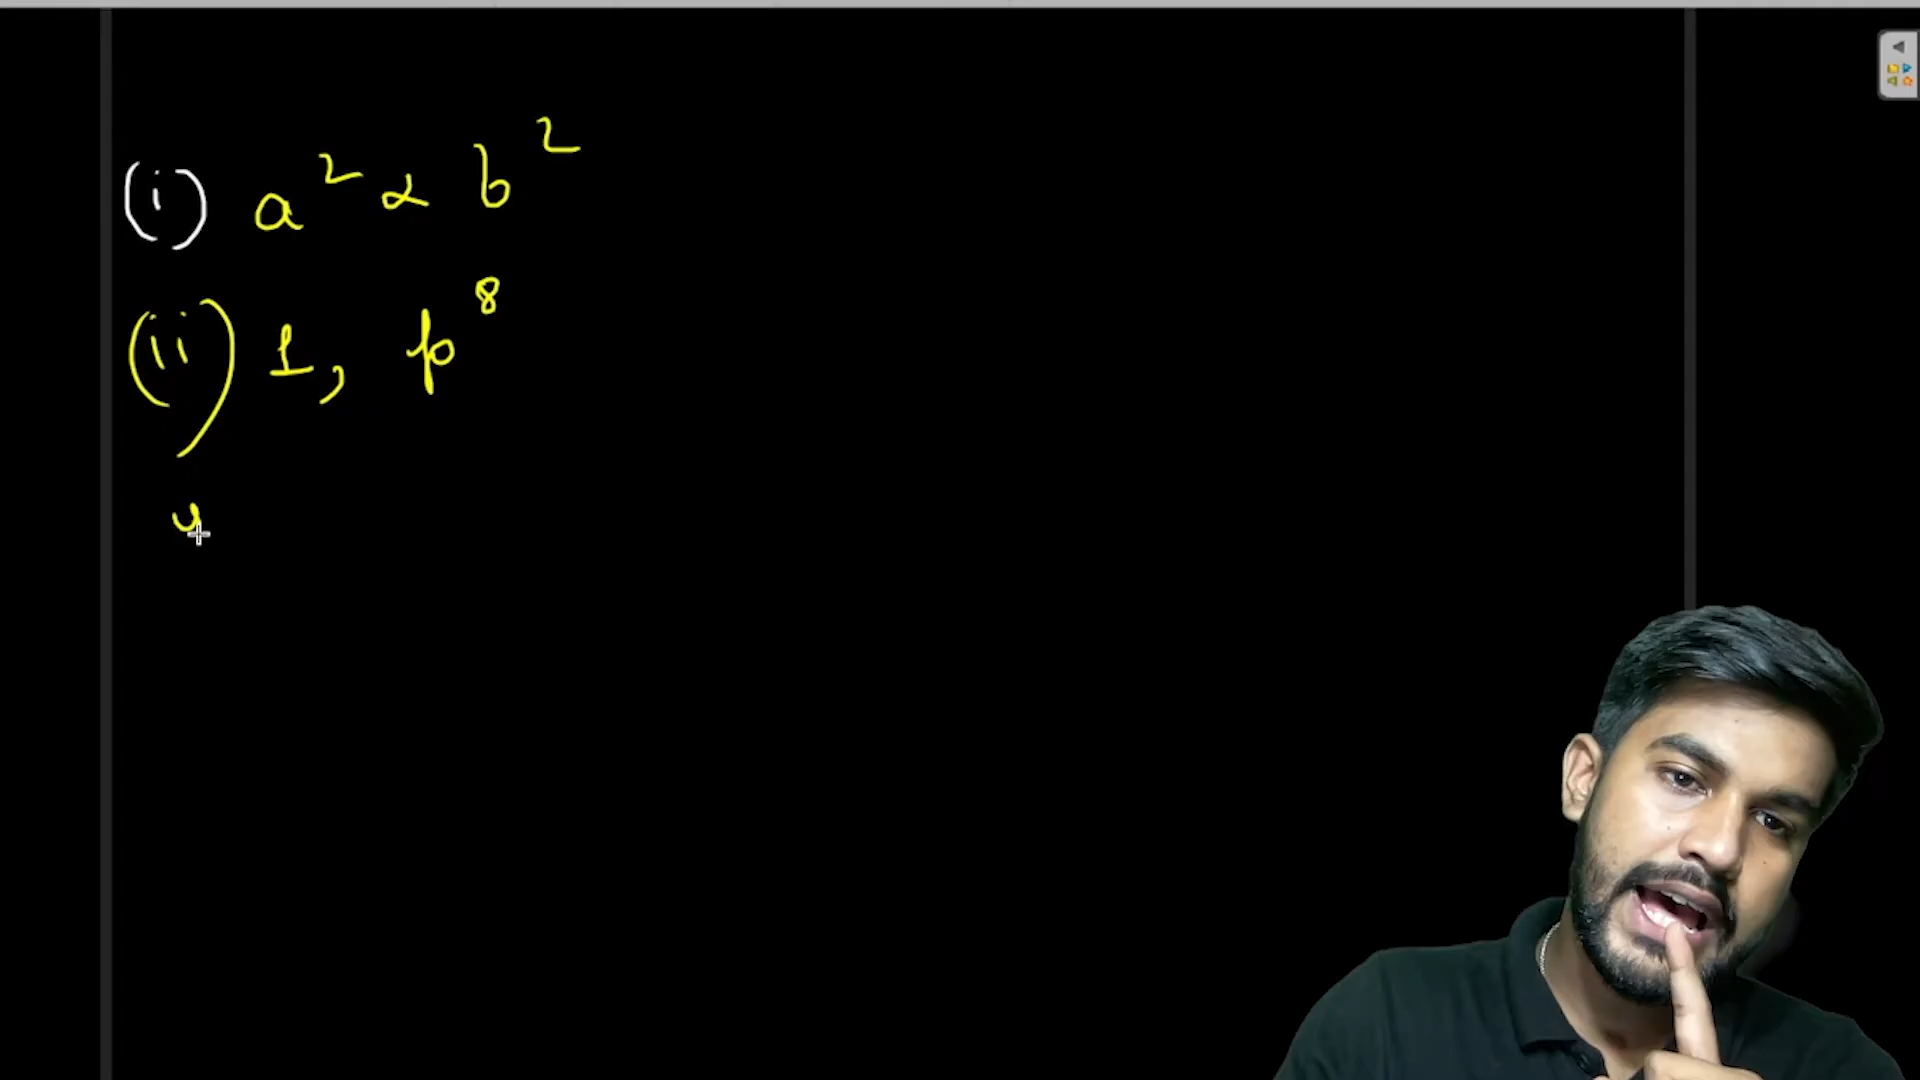 (i) a² ∝ b²
(ii) 1, p⁸
y